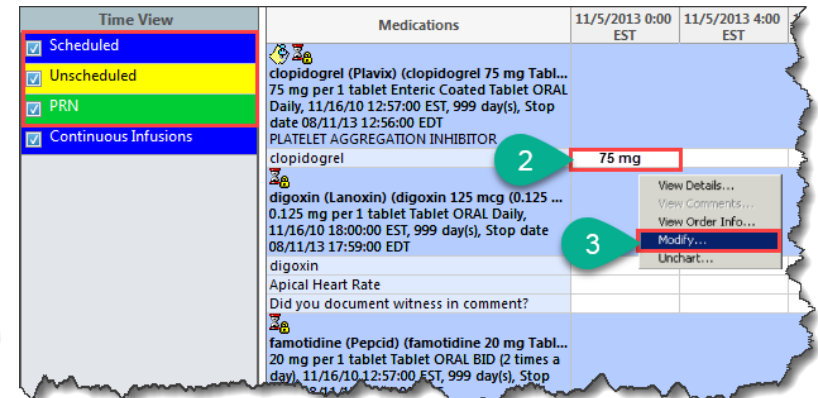 Time View
Scheduled
Unscheduled
PRN
Continuous Infusions
Medications
11/5/2013 0:00
EST
11/5/2013 4:00
EST
clopidogrel (Plavix) (clopidogrel 75 mg Tabl...
75 mg per 1 tablet Enteric Coated Tablet ORAL
Daily, 11/16/10 12:57:00 EST, 999 day(s), Stop
date 08/11/13 12:56:00 EDT
PLATELET AGGREGATION INHIBITOR
clopidogrel
2
75 mg
digoxin (Lanoxin) (digoxin 125 mcg (0.125 ...
0.125 mg per 1 tablet Tablet ORAL Daily,
11/16/10 18:00:00 EST, 999 day(s), Stop date
08/11/13 17:59:00 EDT
View Details...
View Comments...
View Order Info...
3
Modify...
Unchart...
digoxin
Apical Heart Rate
Did you document witness in comment?
famotidine (Pepcid) (famotidine 20 mg Tabl...
20 mg per 1 tablet Tablet ORAL BID (2 times a
day), 11/16/10 12:57:00 EST, 999 day(s), Stop